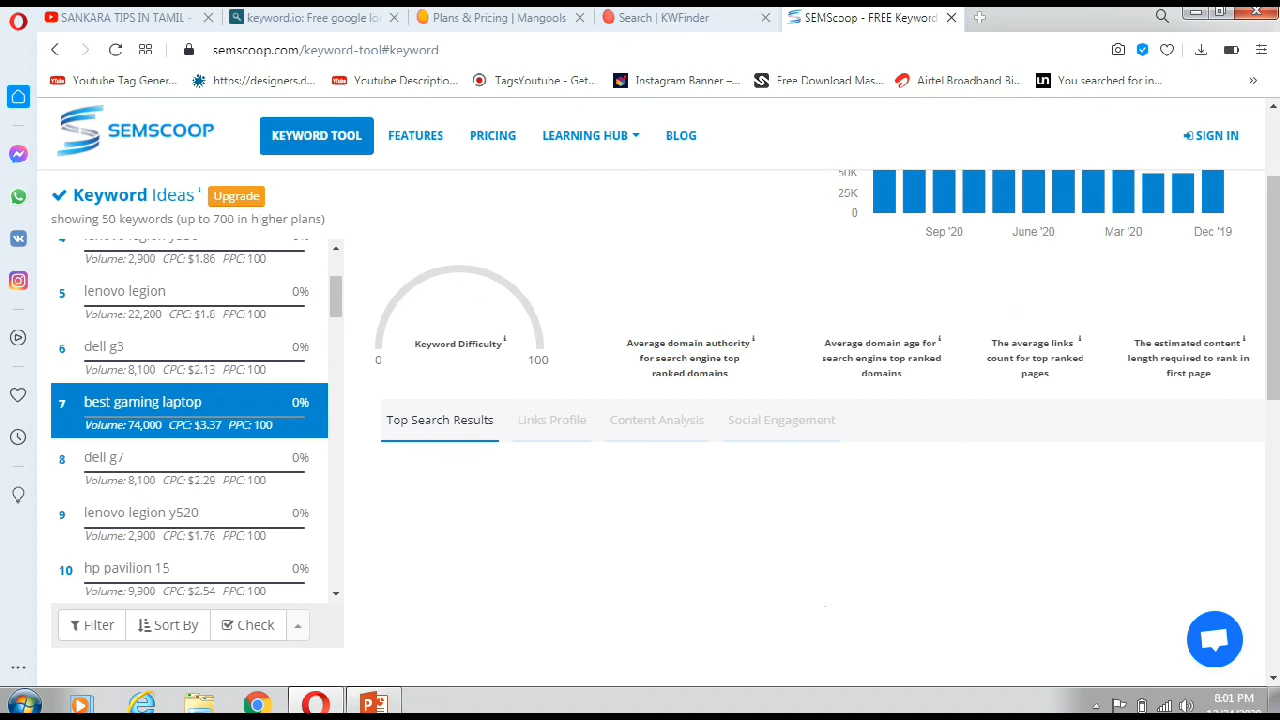 SANKARA TIPS IN TAMIL -
keyword.io: Free google lo
Plans & Pricing | Mangools
Search | KWFinder
SEMScoop - FREE Keyword
semscoop.com/keyword-tool#keyword
Youtube Tag Gener...
https://designers.d...
Youtube Descriptio...
TagsYoutube - Get...
Instagram Banner –...
Free Download Mas...
Airtel Broadband Bi...
You searched for in...
SEMSCOOP
KEYWORD TOOL
FEATURES
PRICING
LEARNING HUB
BLOG
SIGN IN
Keyword Ideas i Upgrade
showing 50 keywords (up to 700 in higher plans)
Volume: 2,900 CPC: $1.86 PPC: 100
5 lenovo legion 0%
Volume: 22,200 CPC: $1.8 PPC: 100
6 dell g3 0%
Volume: 8,100 CPC: $2.13 PPC: 100
7 best gaming laptop 0%
Volume: 74,000 CPC: $3.37 PPC: 100
8 dell g7 0%
Volume: 8,100 CPC: $2.29 PPC: 100
9 lenovo legion y520 0%
Volume: 2,900 CPC: $1.76 PPC: 100
10 hp pavilion 15 0%
Volume: 9,900 CPC: $2.54 PPC: 100
Filter
Sort By
Check
50K
25K
0
Sep '20
June '20
Mar '20
Dec '19
Keyword Difficulty i
0
100
Average domain authority i
for search engine top
ranked domains
Average domain age for i
search engine top ranked
domains
The average links i
count for top ranked
pages
The estimated content i
length required to rank in
first page
Top Search Results
Links Profile
Content Analysis
Social Engagement
8:01 PM